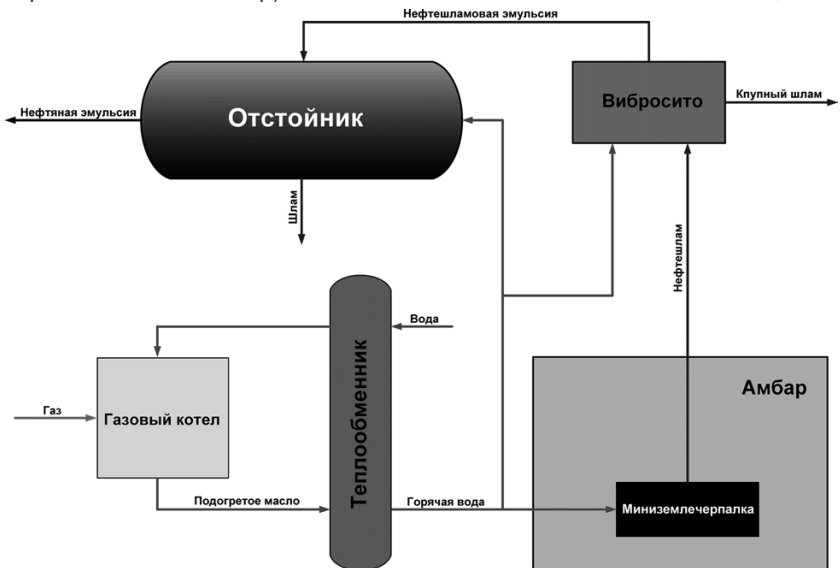 Нефтешламовая эмульсия
Отстойник
Вибросито
Купный шлам
Нефтяная эмульсия
Шлам
Нефтешлам
Вода
Теплообменник
Газ
Газовый котел
Амбар
Подогретое масло
Горячая вода
Миниземлечерпалка